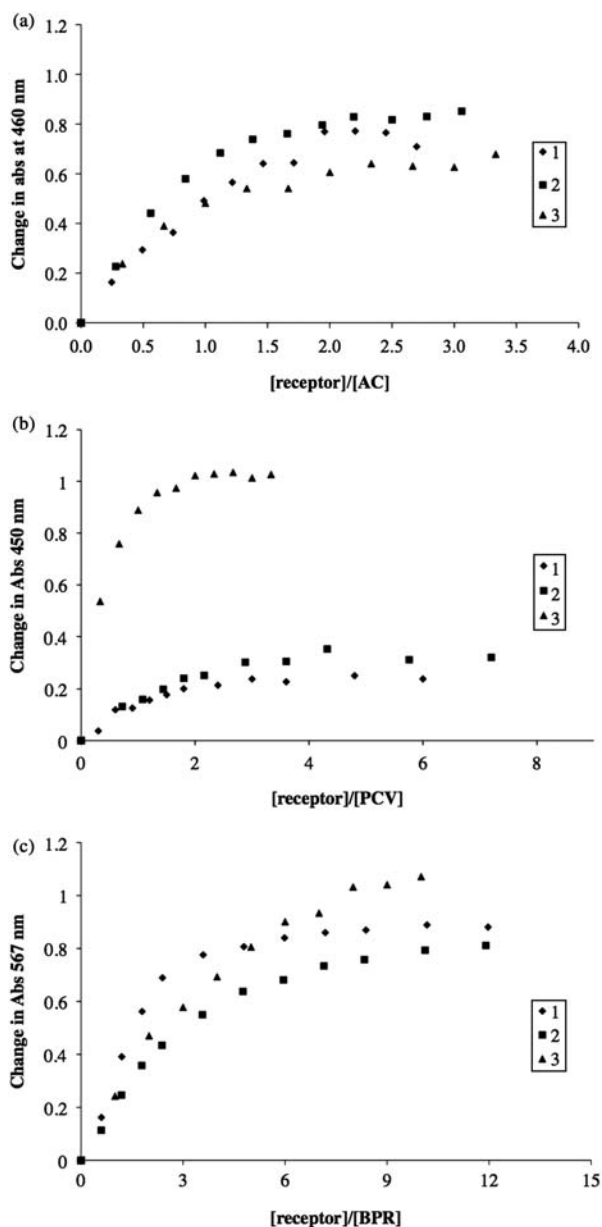 (a)
Change in abs at 460 nm
1.2
1.0
0.8
0.6
0.4
0.2
0.0
0.0 0.5 1.0 1.5 2.0 2.5 3.0 3.5 4.0
[receptor]/[AC]
1
2
3
(b)
Change in Abs 450 nm
1.2
1
0.8
0.6
0.4
0.2
0
0 2 4 6 8
[receptor]/[PCV]
1
2
3
(c)
Change in Abs 567 nm
1.2
1
0.8
0.6
0.4
0.2
0
0 3 6 9 12 15
[receptor]/[BPR]
1
2
3